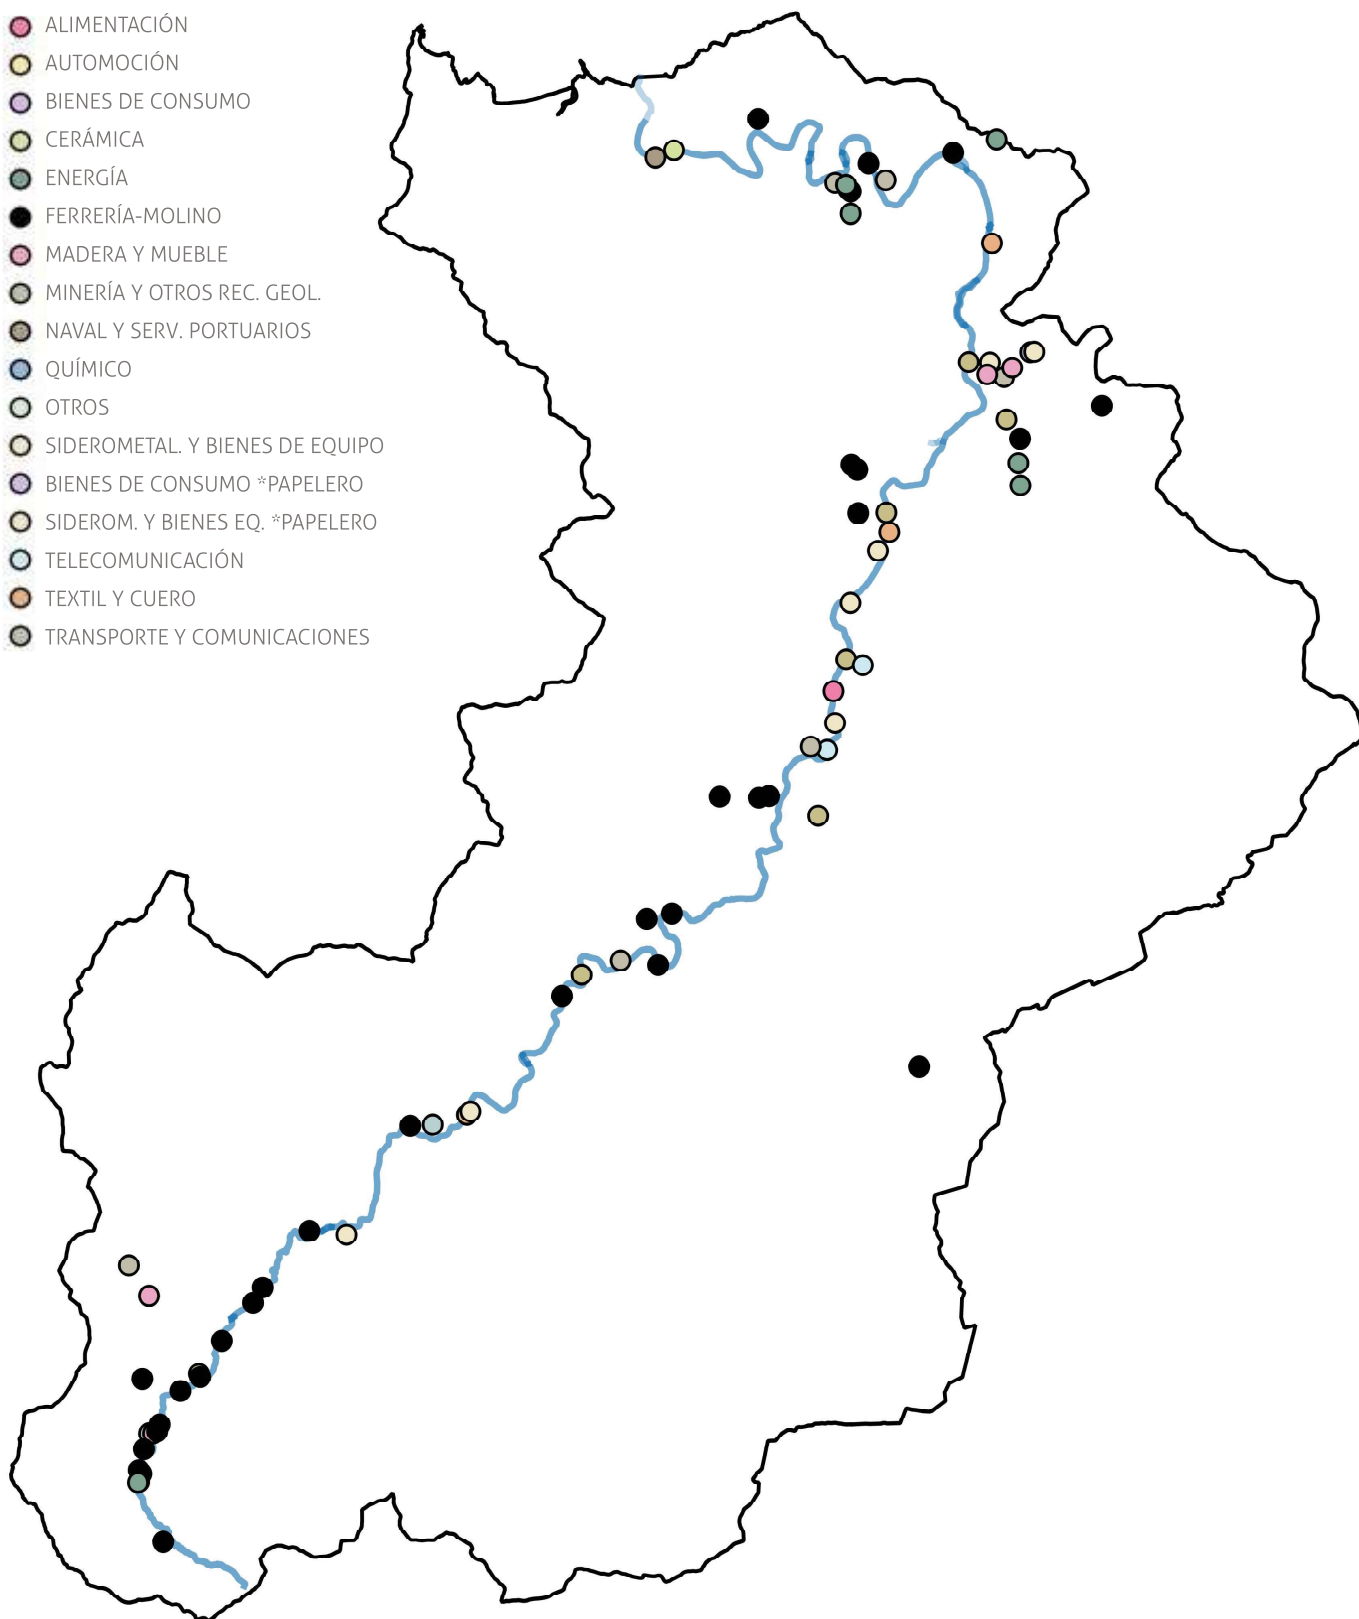 ALIMENTACIÓN
AUTOMOCIÓN
BIENES DE CONSUMO
CERÁMICA
ENERGÍA
FERRERÍA-MOLINO
MADERA Y MUEBLE
MINERÍA Y OTROS REC. GEOL.
NAVAL Y SERV. PORTUARIOS
QUÍMICO
OTROS
SIDEROMETAL. Y BIENES DE EQUIPO
BIENES DE CONSUMO *PAPELERO
SIDEROM. Y BIENES EQ. *PAPELERO
TELECOMUNICACIÓN
TEXTIL Y CUERO
TRANSPORTE Y COMUNICACIONES